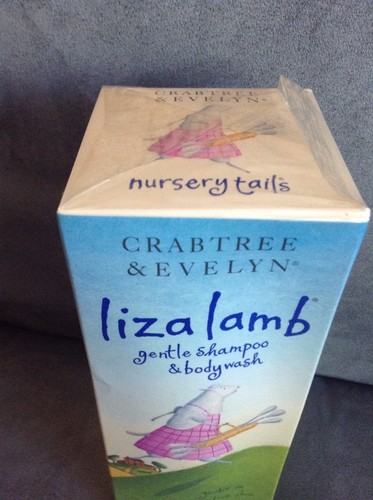 CRABTREE
& EVELYN®
nursery tails®
CRABTREE
& EVELYN®
liza lamb®
gentle shampoo
& body wash